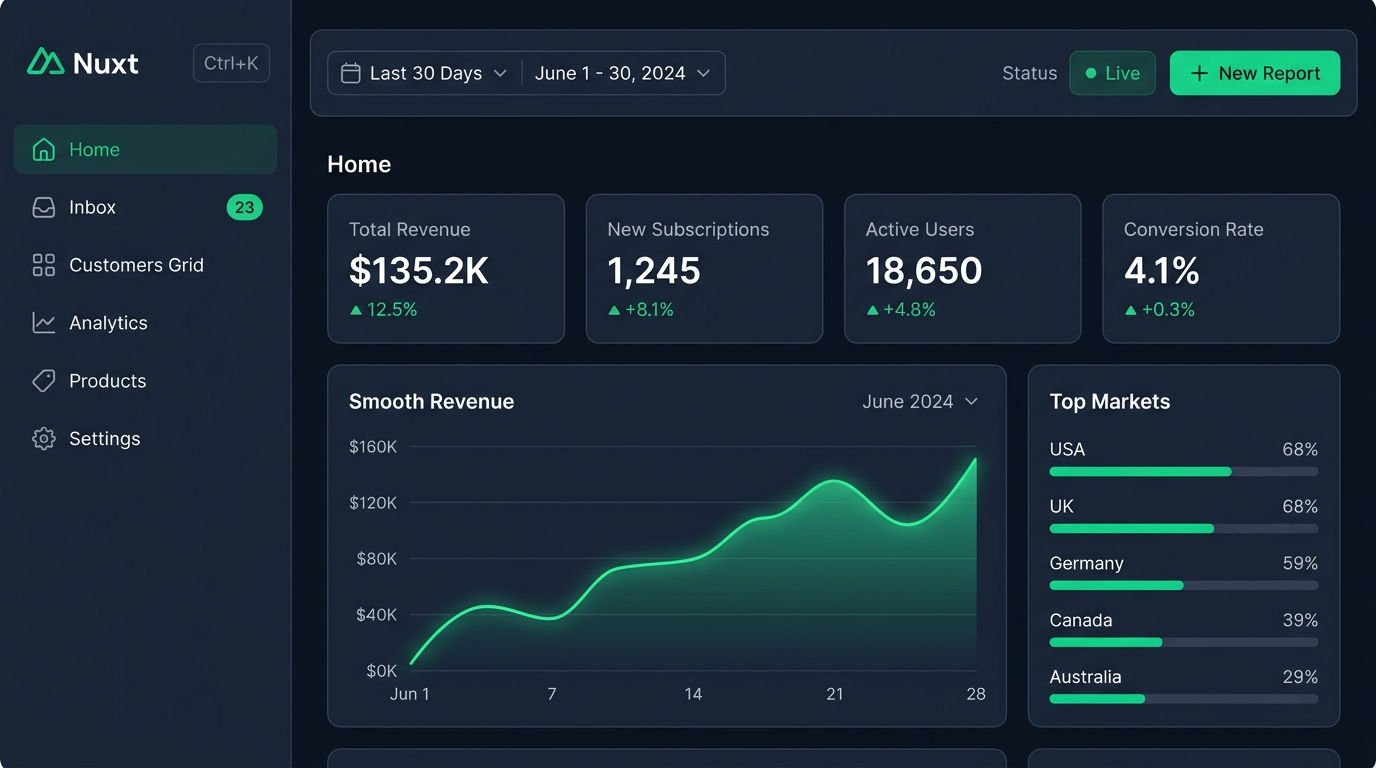 Nuxt
Ctrl+K
Home
Inbox
23
Customers Grid
Analytics
Products
Settings
Last 30 Days
June 1 - 30, 2024
Status
Live
New Report
Home
Total Revenue
$135.2K
12.5%
New Subscriptions
1,245
+8.1%
Active Users
18,650
+4.8%
Conversion Rate
4.1%
+0.3%
Smooth Revenue
June 2024
$160K
$120K
$80K
$40K
$0K
Jun 1
7
14
21
28
Top Markets
USA
68%
UK
68%
Germany
59%
Canada
39%
Australia
29%